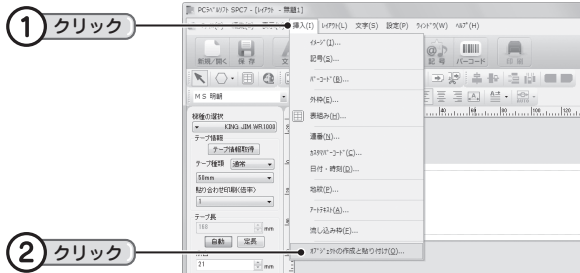 PCラベルソフト SPC7 - [レイアウト - 無題1]
① クリック
挿入(I) レイアウト(L) 文字(S) 設定(P) ウィンドウ(W) ヘルプ(H)
イメージ(I)...
記号(S)...
バーコード(B)...
外枠(E)...
表組み(H)...
連番(N)...
カスタマバーコード(C)...
日付・時刻(D)...
地紋(P)...
アートテキスト(A)...
流し込み枠(F)...
オブジェクトの作成と貼り付け(O)...
新規/開く 保存 文
記号 バーコード 印刷
MS 明朝
機種の選択
KING JIM WR1000
テープ情報
テープ情報取得
テープ種類 通常
50mm
貼り合わせ印刷(倍率)
1
テープ長
100 mm
自動 定長
② クリック
21 mm